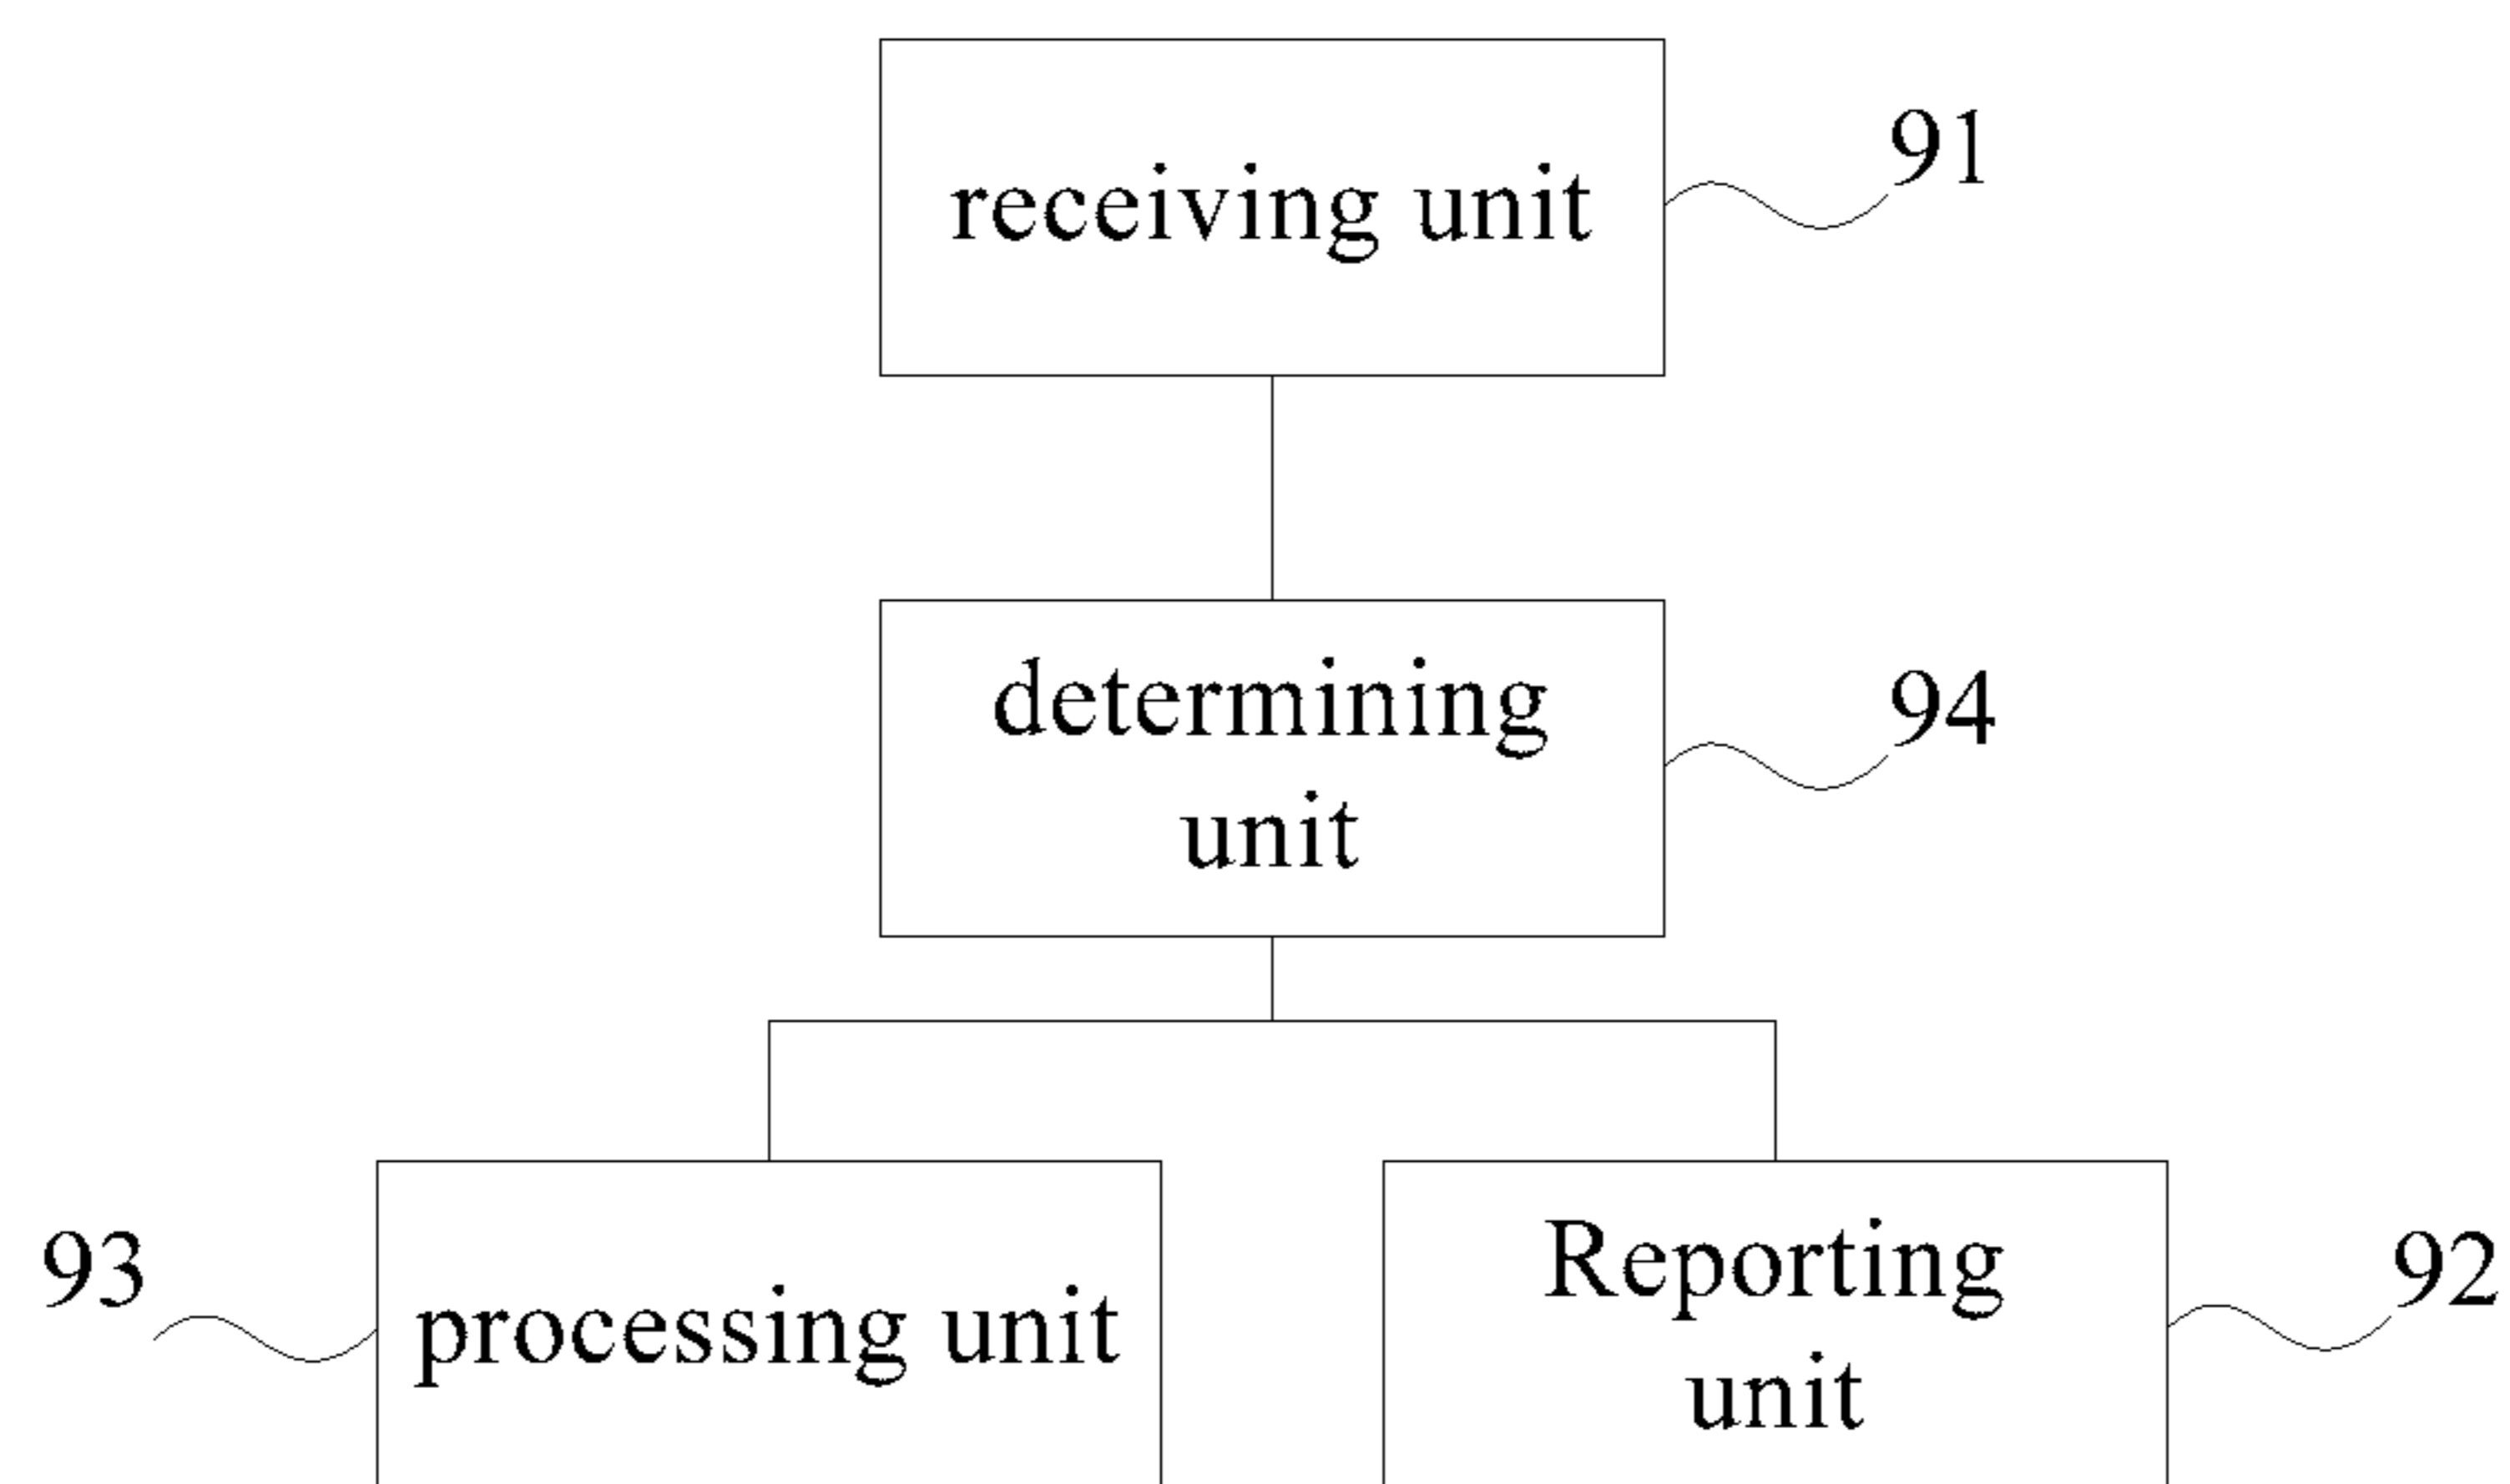 receiving unit
91
determining
unit
94
93
processing unit
Reporting
unit
92